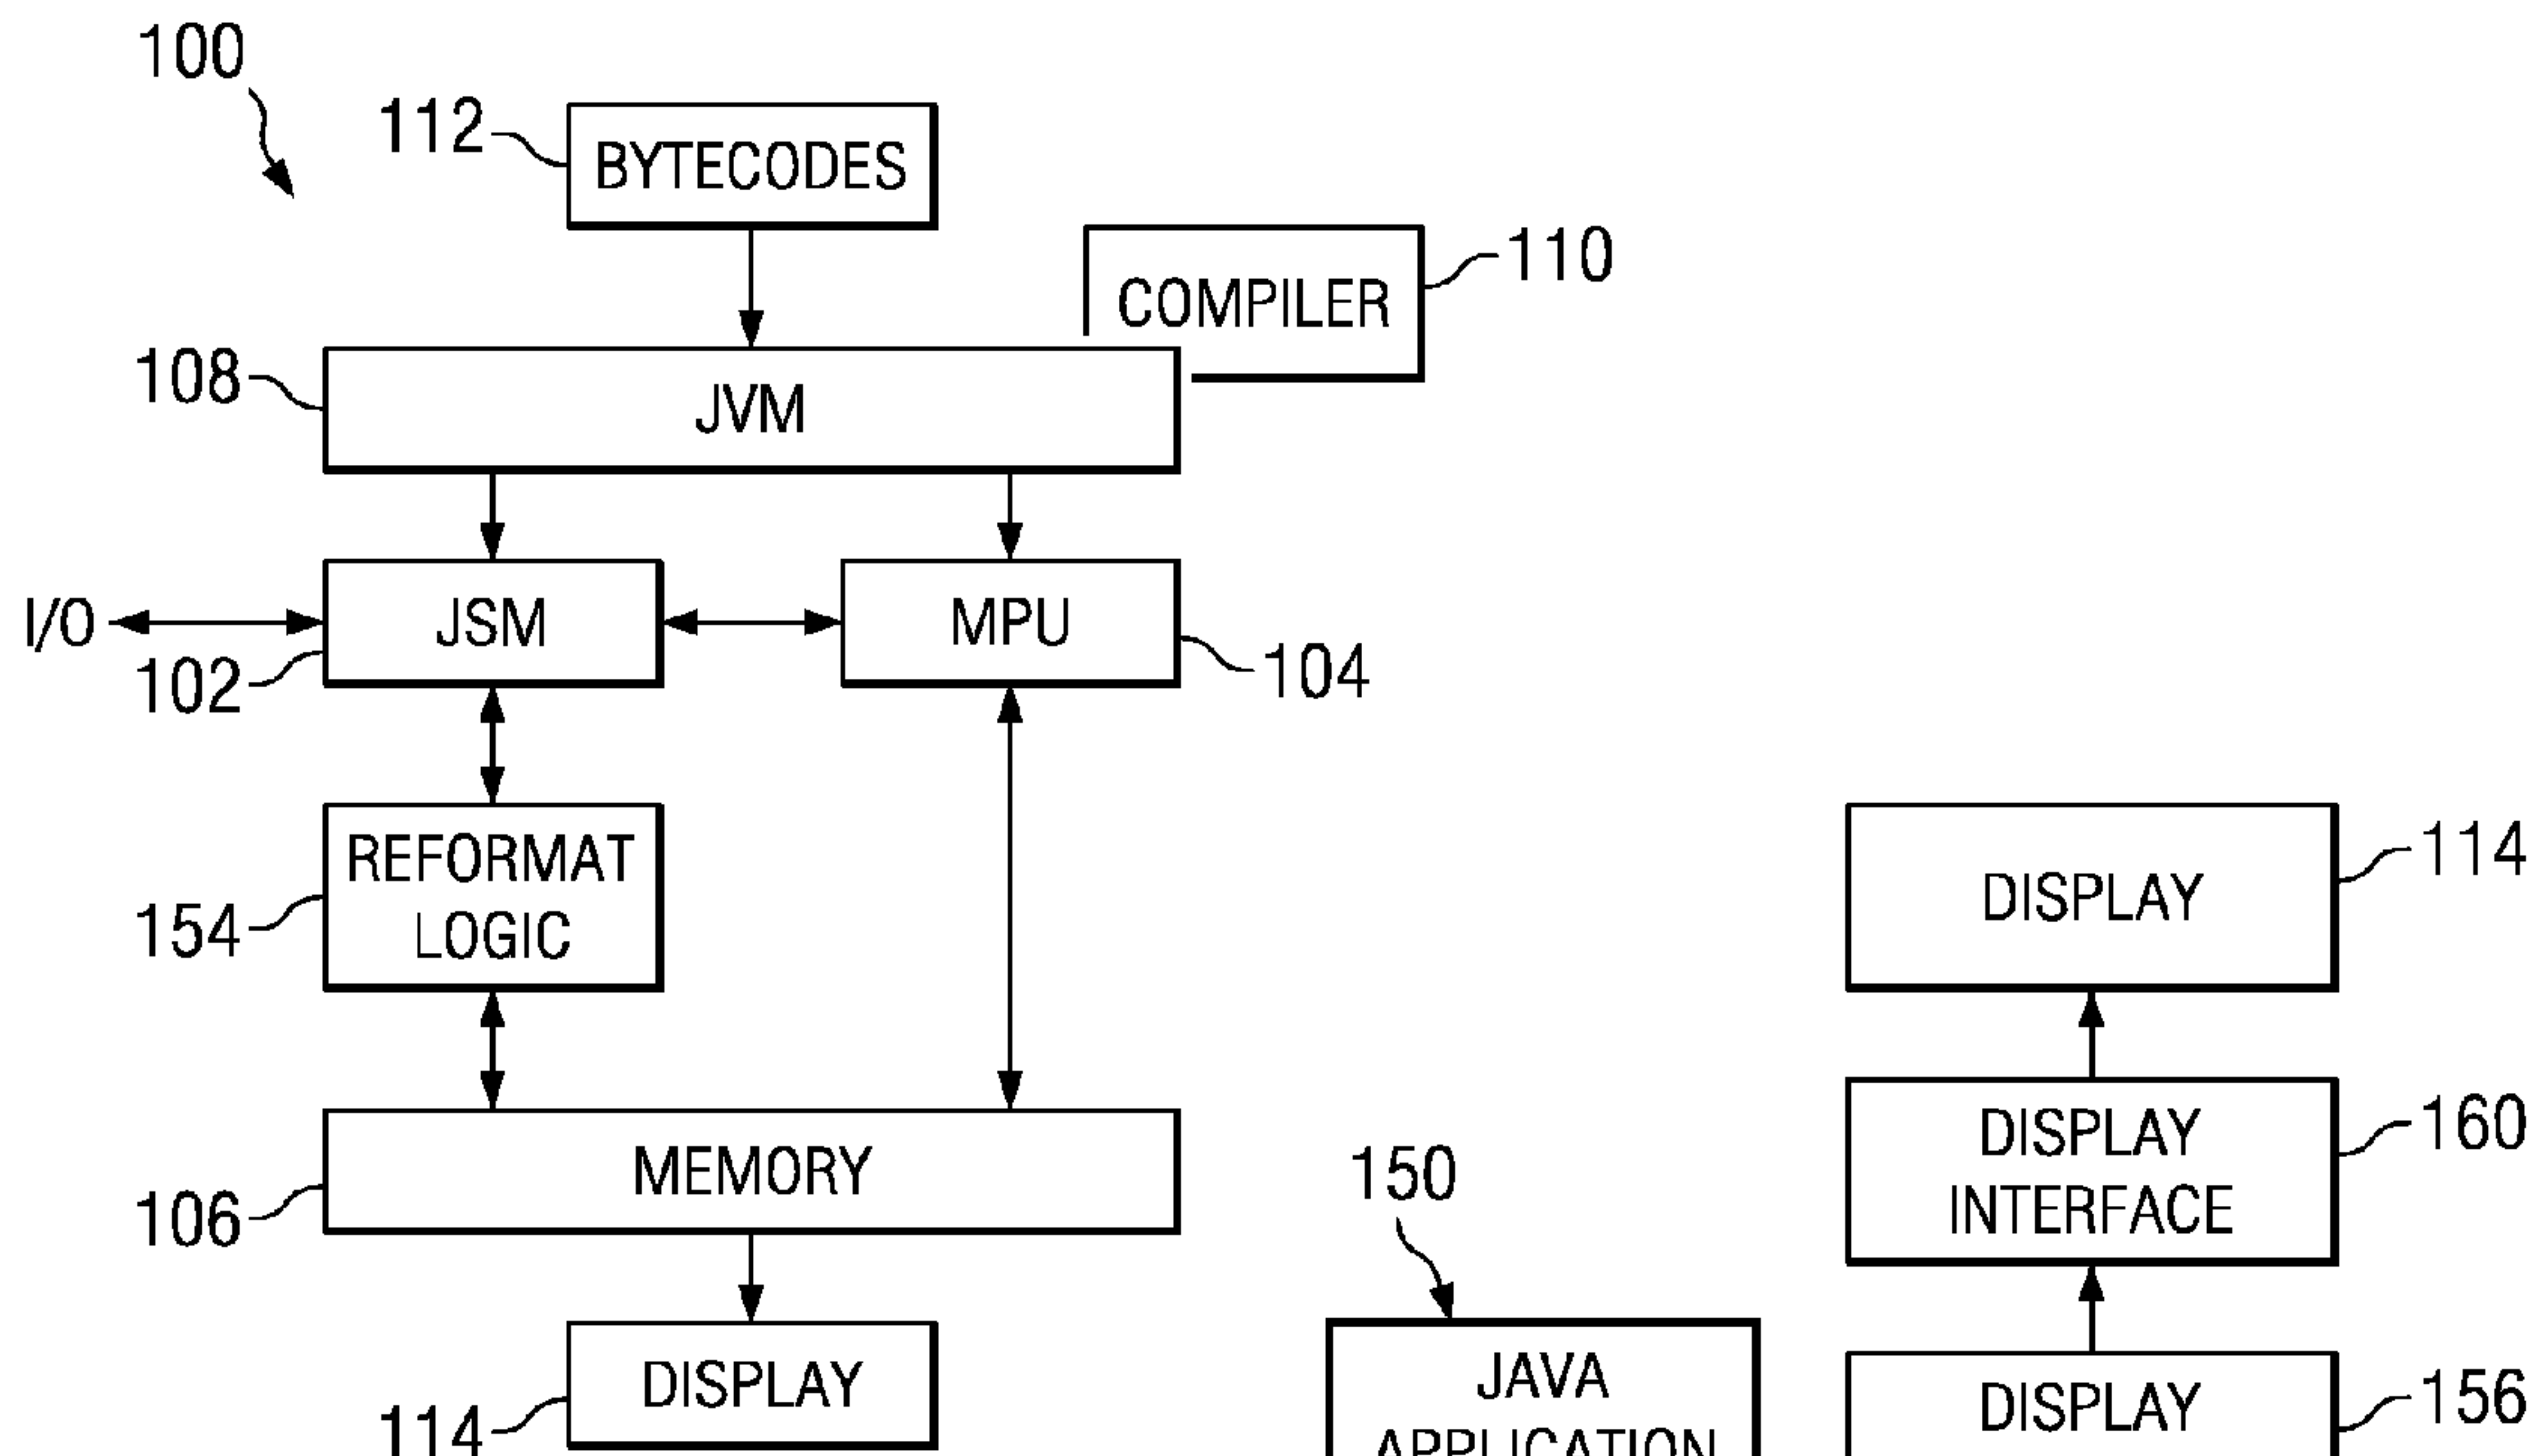 100
112
BYTECODES
COMPILER
110
108
JVM
I/O
JSM
MPU
102
104
REFORMAT
LOGIC
154
MEMORY
106
DISPLAY
114
150
JAVA
APPLICATION
DISPLAY
114
DISPLAY
INTERFACE
160
DISPLAY
156